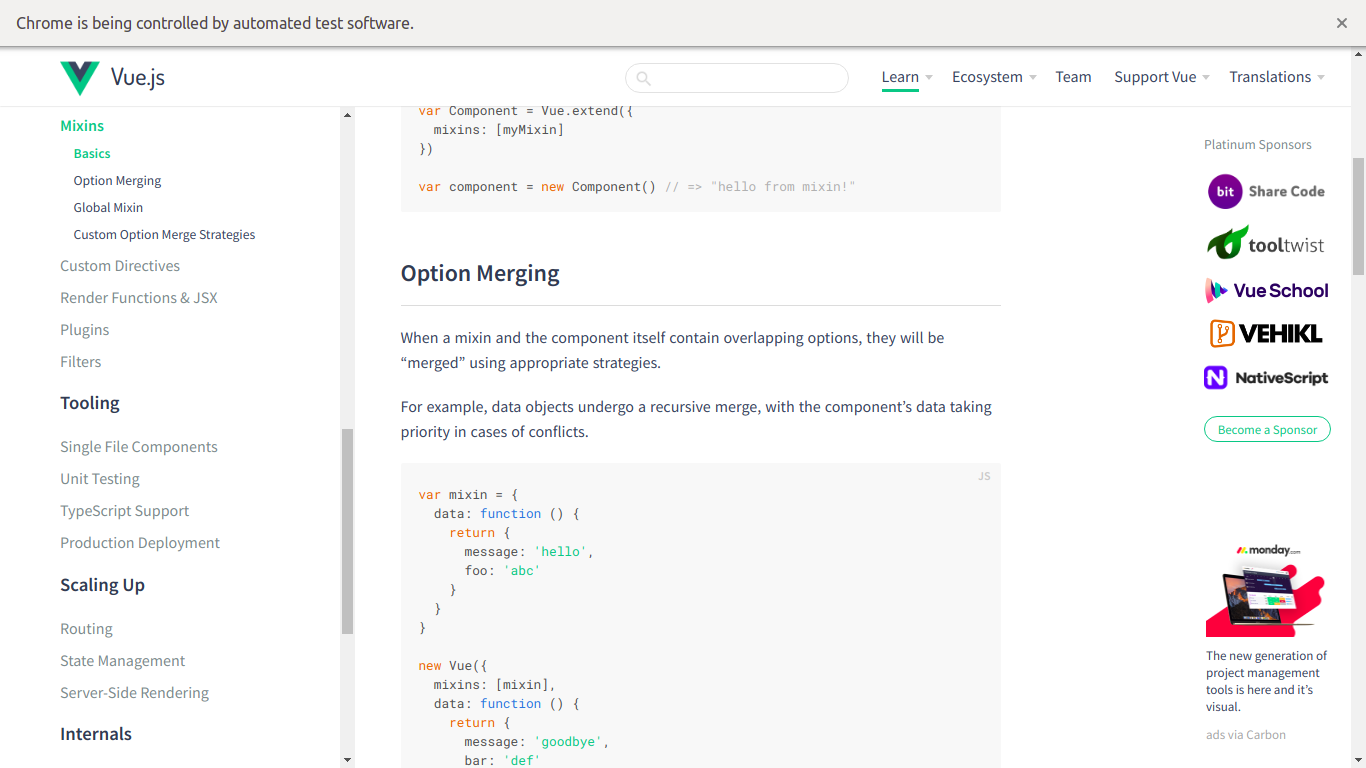 Chrome is being controlled by automated test software.
Vue.js
Learn
Ecosystem
Team
Support Vue
Translations
Mixins
Basics
Option Merging
Global Mixin
Custom Option Merge Strategies
Custom Directives
Render Functions & JSX
Plugins
Filters
Tooling
Single File Components
Unit Testing
TypeScript Support
Production Deployment
Scaling Up
Routing
State Management
Server-Side Rendering
Internals
var Component = Vue.extend({
  mixins: [myMixin]
})
var component = new Component() // => "hello from mixin!"
Option Merging
When a mixin and the component itself contain overlapping options, they will be
“merged” using appropriate strategies.
For example, data objects undergo a recursive merge, with the component’s data taking
priority in cases of conflicts.
JS
var mixin = {
  data: function () {
    return {
      message: 'hello',
      foo: 'abc'
    }
  }
}
new Vue({
  mixins: [mixin],
  data: function () {
    return {
      message: 'goodbye',
      bar: 'def'
Platinum Sponsors
bit Share Code
tooltwist
Vue School
VEHIKL
NativeScript
Become a Sponsor
monday.com
The new generation of
project management
tools is here and it’s
visual.
ads via Carbon